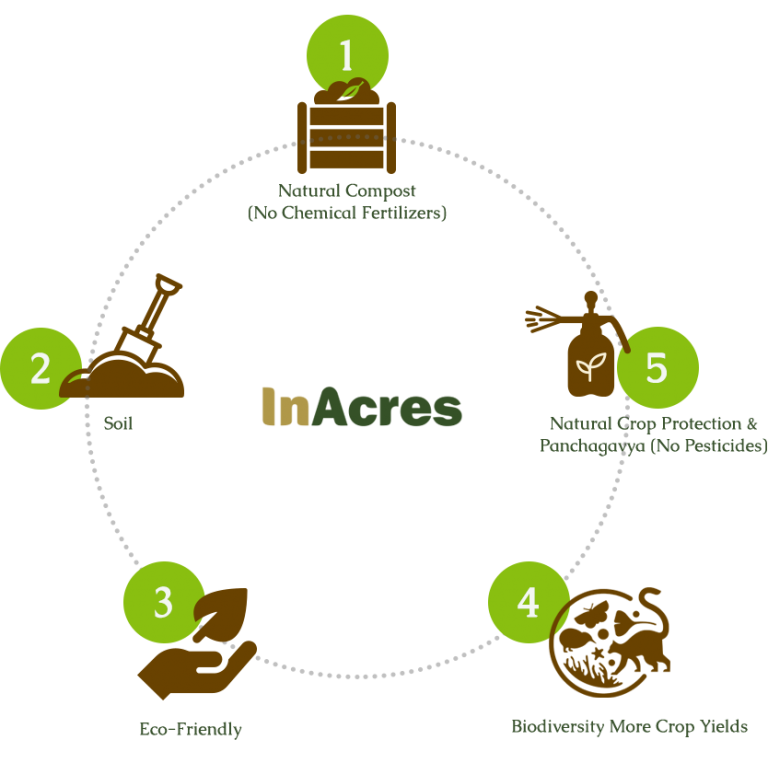 1
Natural Compost
(No Chemical Fertilizers)
2
Soil
InAcres
5
Natural Crop Protection &
Panchagavya (No Pesticides)
3
Eco-Friendly
4
Biodiversity More Crop Yields